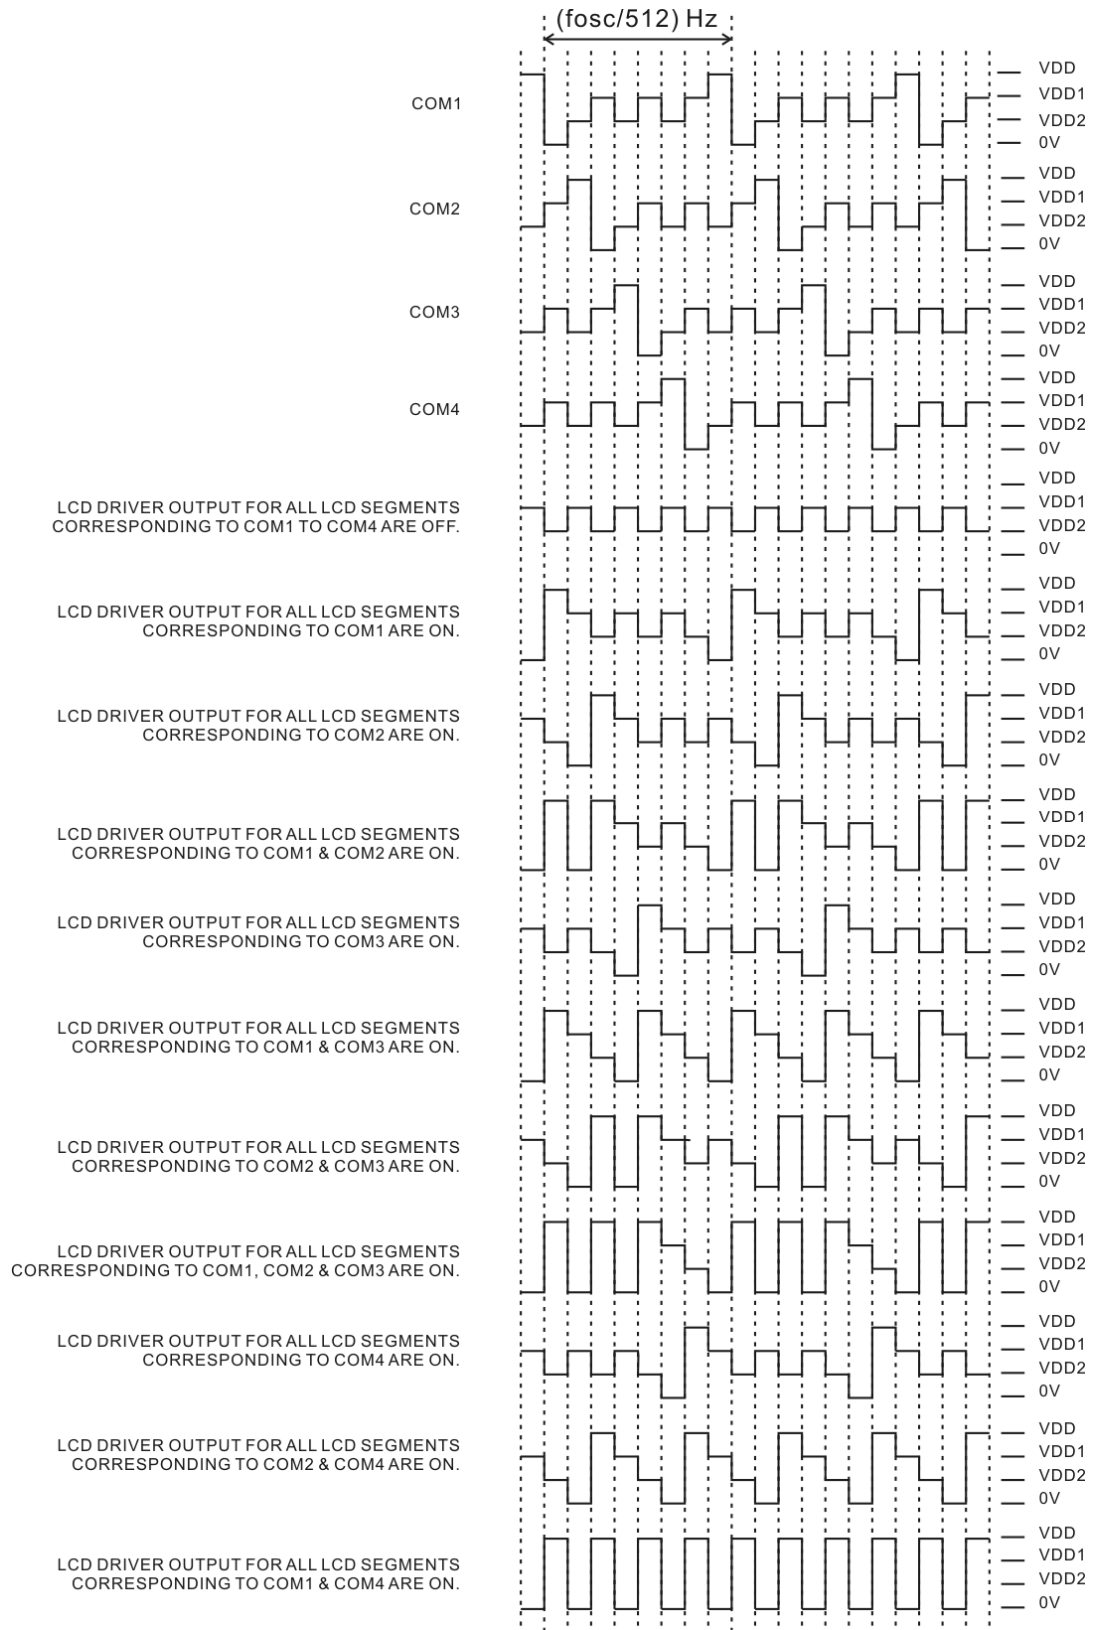 (fosc/512) Hz
COM1
VDD
VDD1
VDD2
0V
COM2
VDD
VDD1
VDD2
0V
COM3
VDD
VDD1
VDD2
0V
COM4
VDD
VDD1
VDD2
0V
LCD DRIVER OUTPUT FOR ALL LCD SEGMENTS
CORRESPONDING TO COM1 TO COM4 ARE OFF.
VDD
VDD1
VDD2
0V
LCD DRIVER OUTPUT FOR ALL LCD SEGMENTS
CORRESPONDING TO COM1 ARE ON.
VDD
VDD1
VDD2
0V
LCD DRIVER OUTPUT FOR ALL LCD SEGMENTS
CORRESPONDING TO COM2 ARE ON.
VDD
VDD1
VDD2
0V
LCD DRIVER OUTPUT FOR ALL LCD SEGMENTS
CORRESPONDING TO COM1 & COM2 ARE ON.
VDD
VDD1
VDD2
0V
LCD DRIVER OUTPUT FOR ALL LCD SEGMENTS
CORRESPONDING TO COM3 ARE ON.
VDD
VDD1
VDD2
0V
LCD DRIVER OUTPUT FOR ALL LCD SEGMENTS
CORRESPONDING TO COM1 & COM3 ARE ON.
VDD
VDD1
VDD2
0V
LCD DRIVER OUTPUT FOR ALL LCD SEGMENTS
CORRESPONDING TO COM2 & COM3 ARE ON.
VDD
VDD1
VDD2
0V
LCD DRIVER OUTPUT FOR ALL LCD SEGMENTS
CORRESPONDING TO COM1, COM2 & COM3 ARE ON.
VDD
VDD1
VDD2
0V
LCD DRIVER OUTPUT FOR ALL LCD SEGMENTS
CORRESPONDING TO COM4 ARE ON.
VDD
VDD1
VDD2
0V
LCD DRIVER OUTPUT FOR ALL LCD SEGMENTS
CORRESPONDING TO COM2 & COM4 ARE ON.
VDD
VDD1
VDD2
0V
LCD DRIVER OUTPUT FOR ALL LCD SEGMENTS
CORRESPONDING TO COM1 & COM4 ARE ON.
VDD
VDD1
VDD2
0V